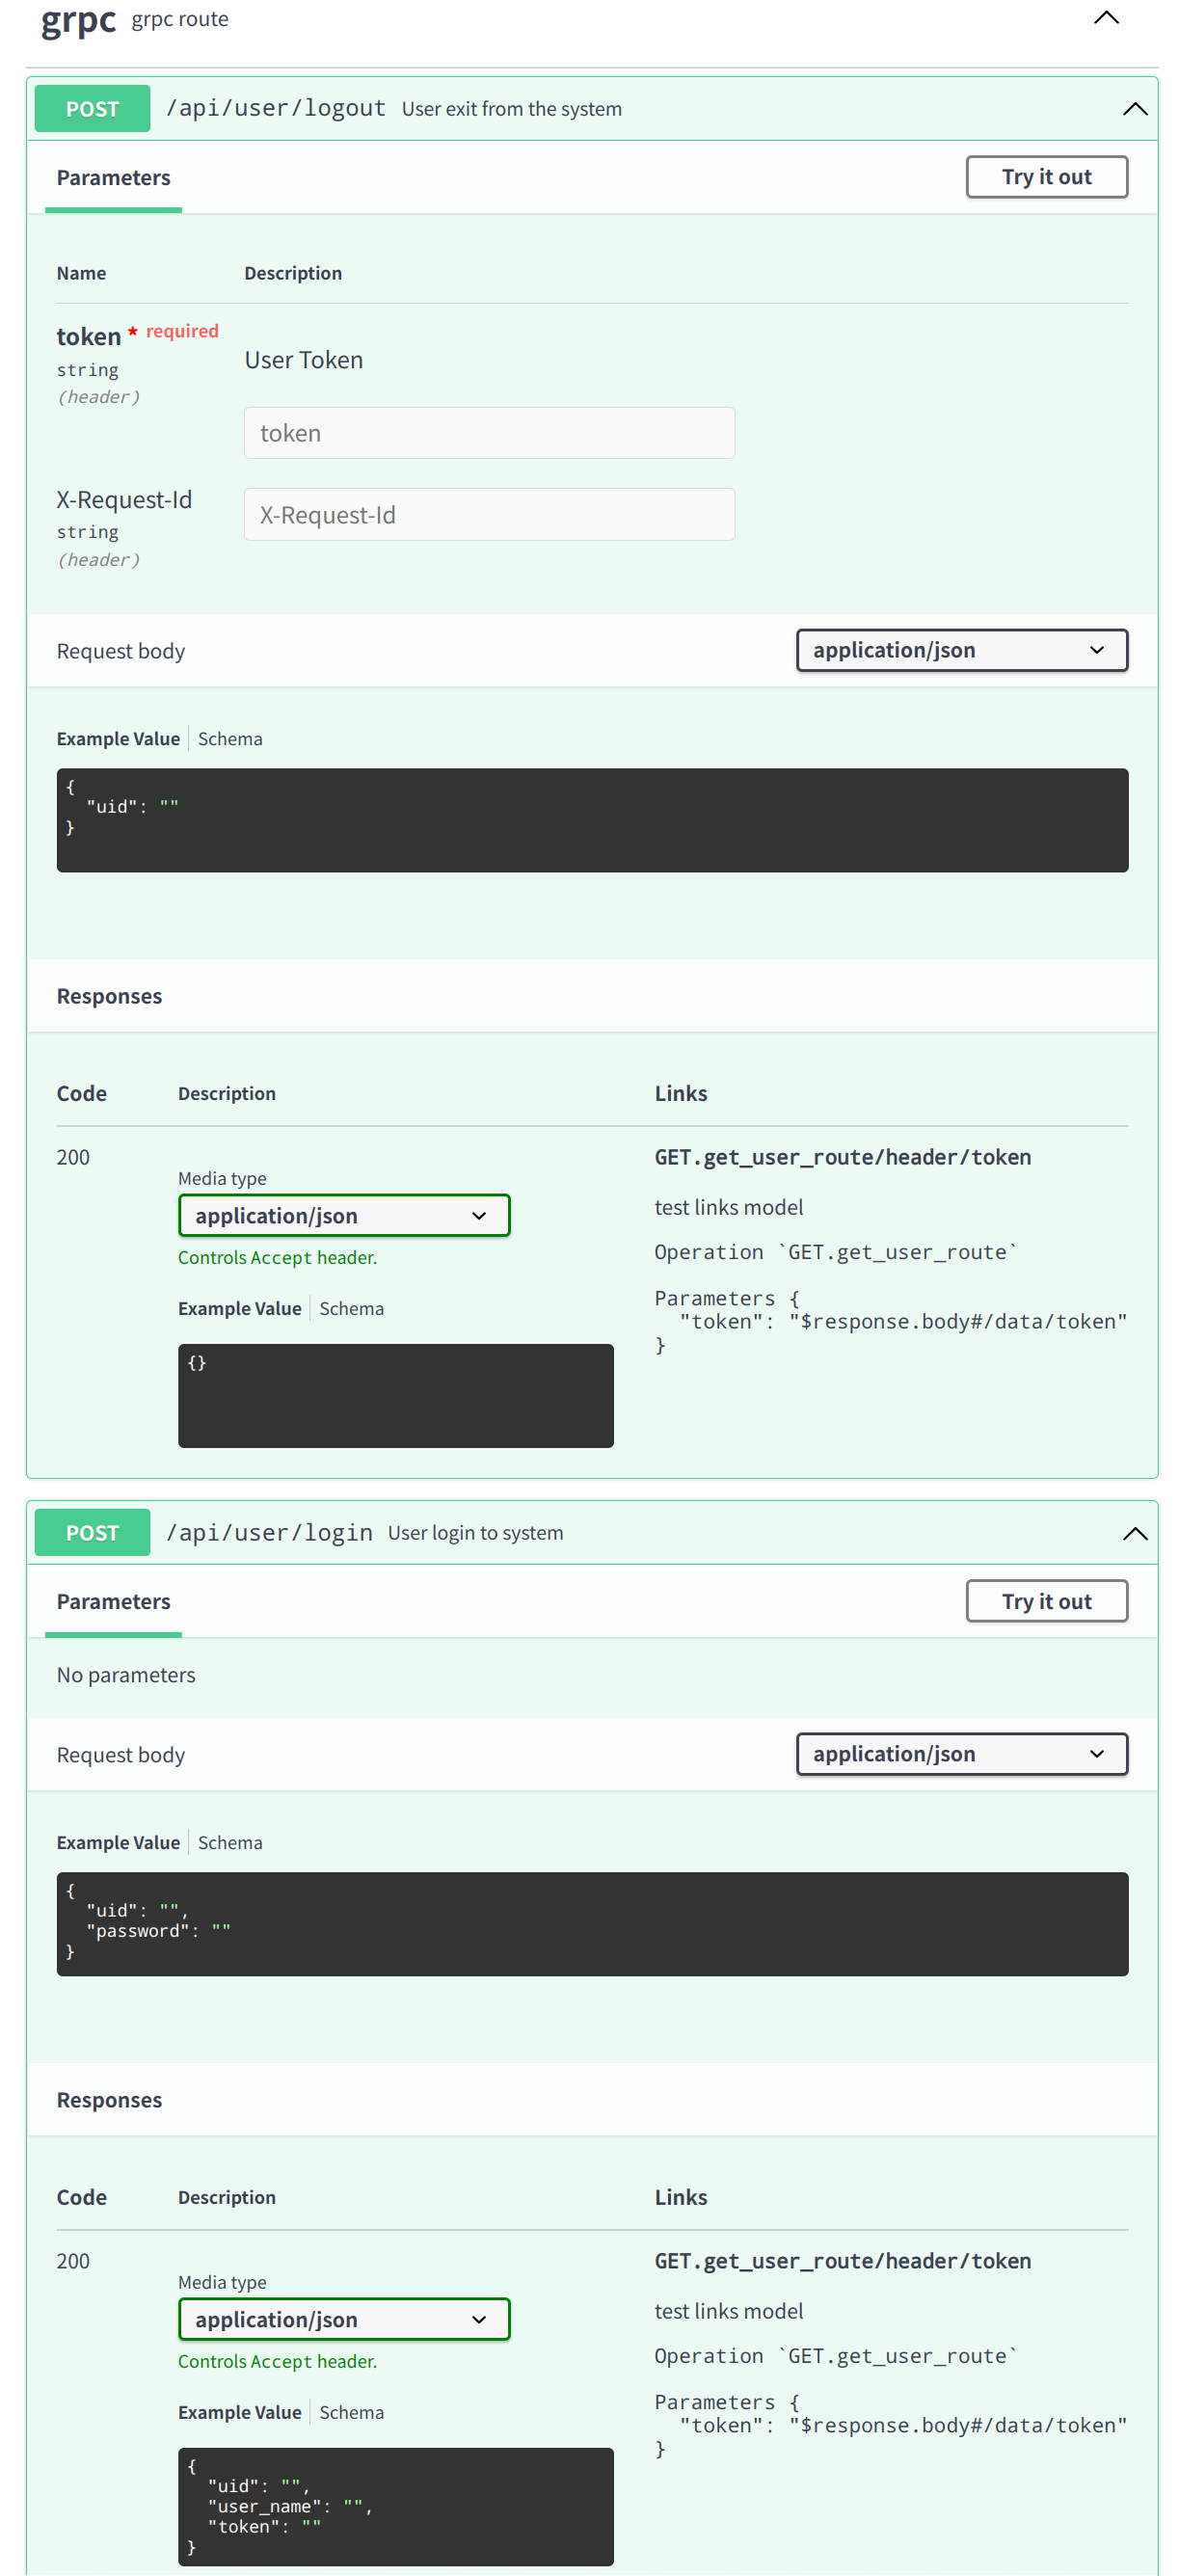 grpc grpc route
POST /api/user/logout User exit from the system
Parameters Try it out
Name Description
token * required
string
(header)
User Token
token
X-Request-Id
string
(header)
X-Request-Id
Request body application/json
Example Value Schema
{
  "uid": ""
}
Responses
Code Description Links
200
Media type
application/json
Controls Accept header.
Example Value Schema
{}
GET.get_user_route/header/token
test links model
Operation `GET.get_user_route`
Parameters {
  "token": "$response.body#/data/token"
}
POST /api/user/login User login to system
Parameters Try it out
No parameters
Request body application/json
Example Value Schema
{
  "uid": "",
  "password": ""
}
Responses
Code Description Links
200
Media type
application/json
Controls Accept header.
Example Value Schema
{
  "uid": "",
  "user_name": "",
  "token": ""
}
GET.get_user_route/header/token
test links model
Operation `GET.get_user_route`
Parameters {
  "token": "$response.body#/data/token"
}